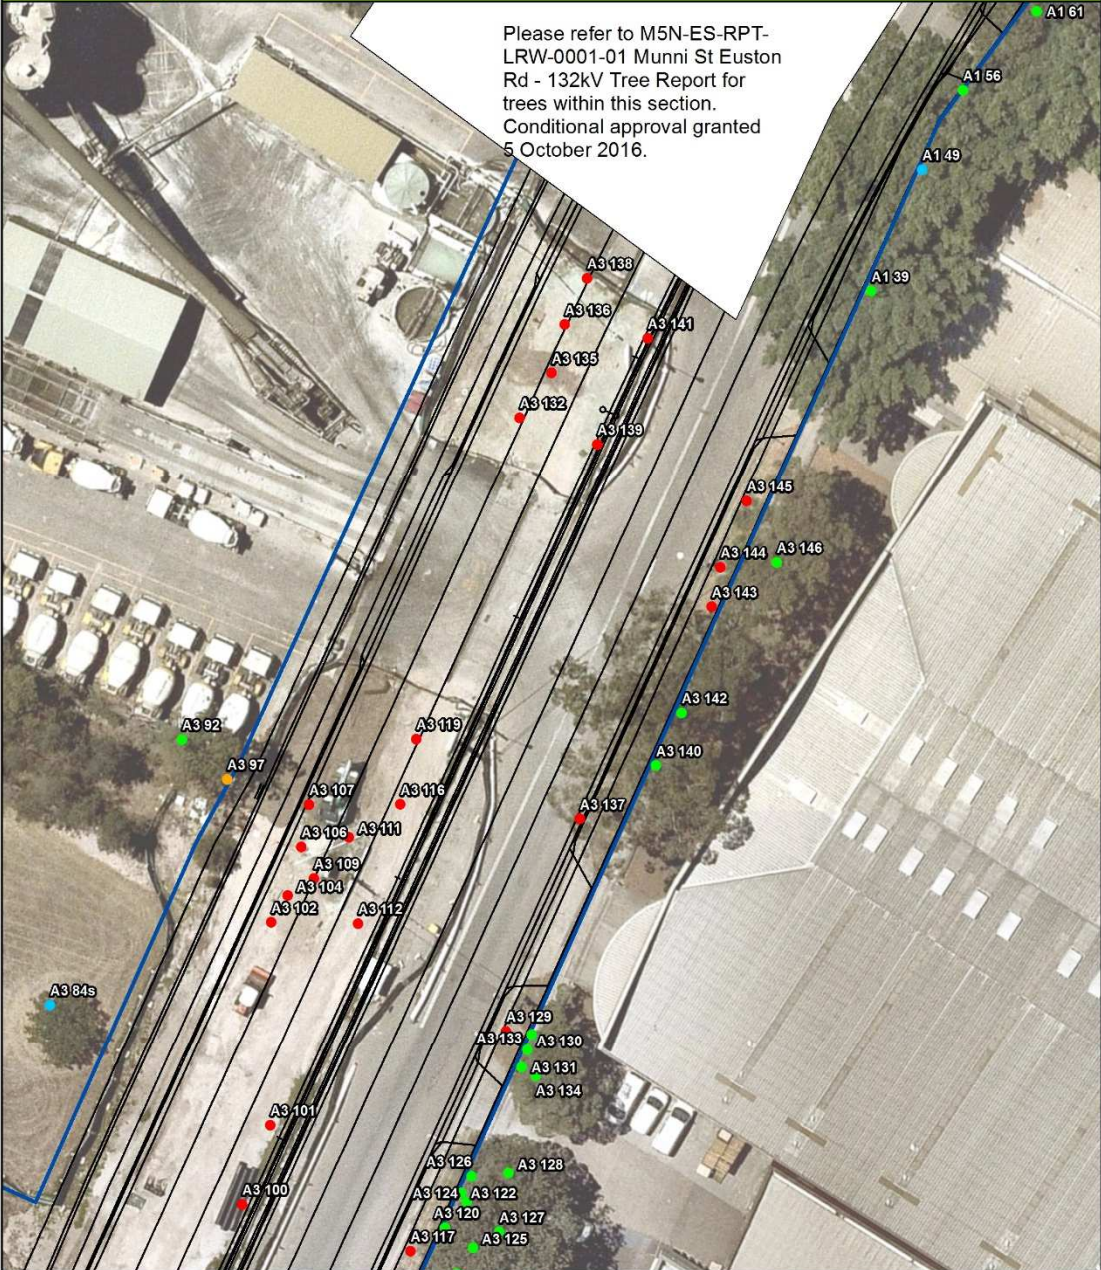 Please refer to M5N-ES-RPT-
LRW-0001-01 Munni St Euston
Rd - 132kV Tree Report for
trees within this section.
Conditional approval granted
5 October 2016.
A1 61
A1 56
A1 49
A1 39
A3 138
A3 136
A3 141
A3 135
A3 132
A3 139
A3 145
A3 144
A3 146
A3 143
A3 142
A3 92
A3 119
A3 140
A3 97
A3 107
A3 116
A3 137
A3 106
A3 111
A3 109
A3 104
A3 102
A3 112
A3 84s
A3 129
A3 133
A3 130
A3 131
A3 134
A3 101
A3 126
A3 128
A3 100
A3 124
A3 122
A3 120
A3 127
A3 117
A3 125